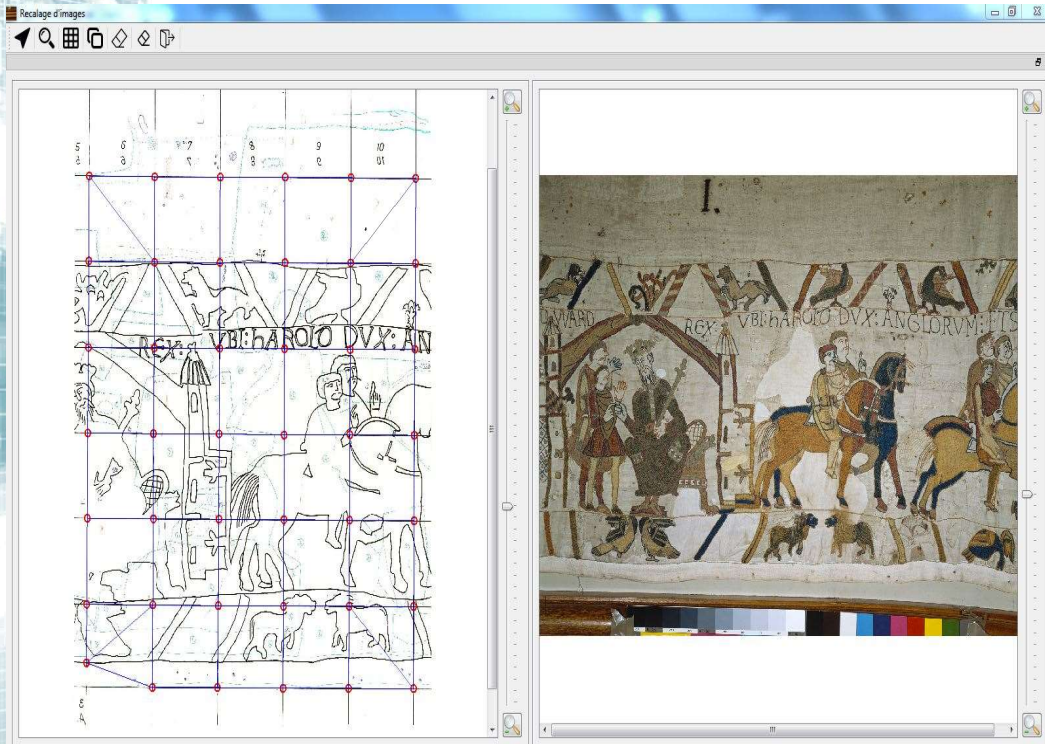 Recalage d'images
5 6 7 8 9 10
REX: VBI: hAROLD DVX: AN
I.
WARD REX: VBI: hAROLD DVX: ANGLORVM: ETS